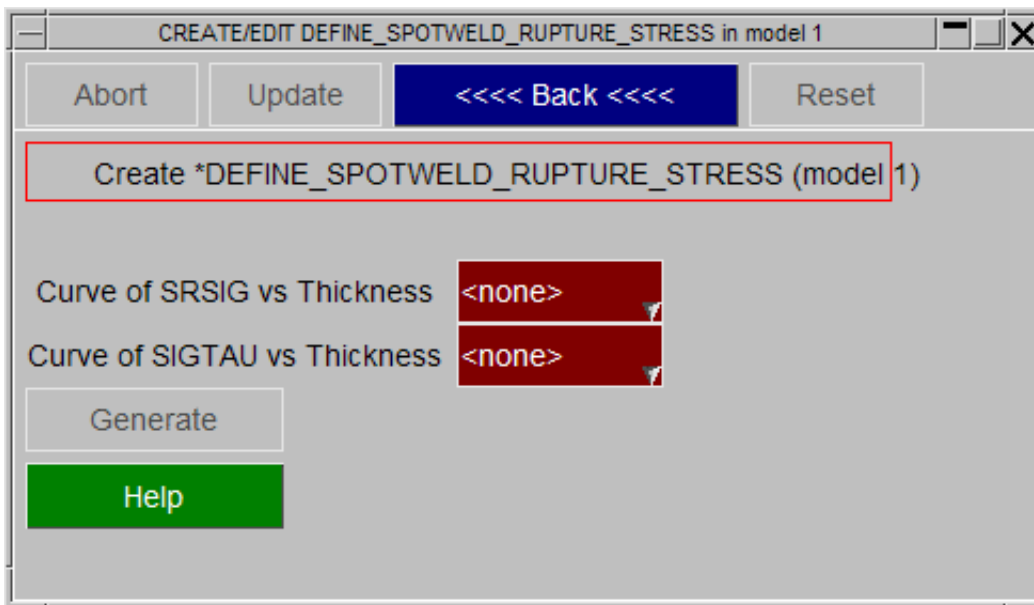 CREATE/EDIT DEFINE_SPOTWELD_RUPTURE_STRESS in model 1
Abort Update <<<< Back <<<< Reset
Create *DEFINE_SPOTWELD_RUPTURE_STRESS (model 1)
Curve of SRSIG vs Thickness <none>
Curve of SIGTAU vs Thickness <none>
Generate
Help